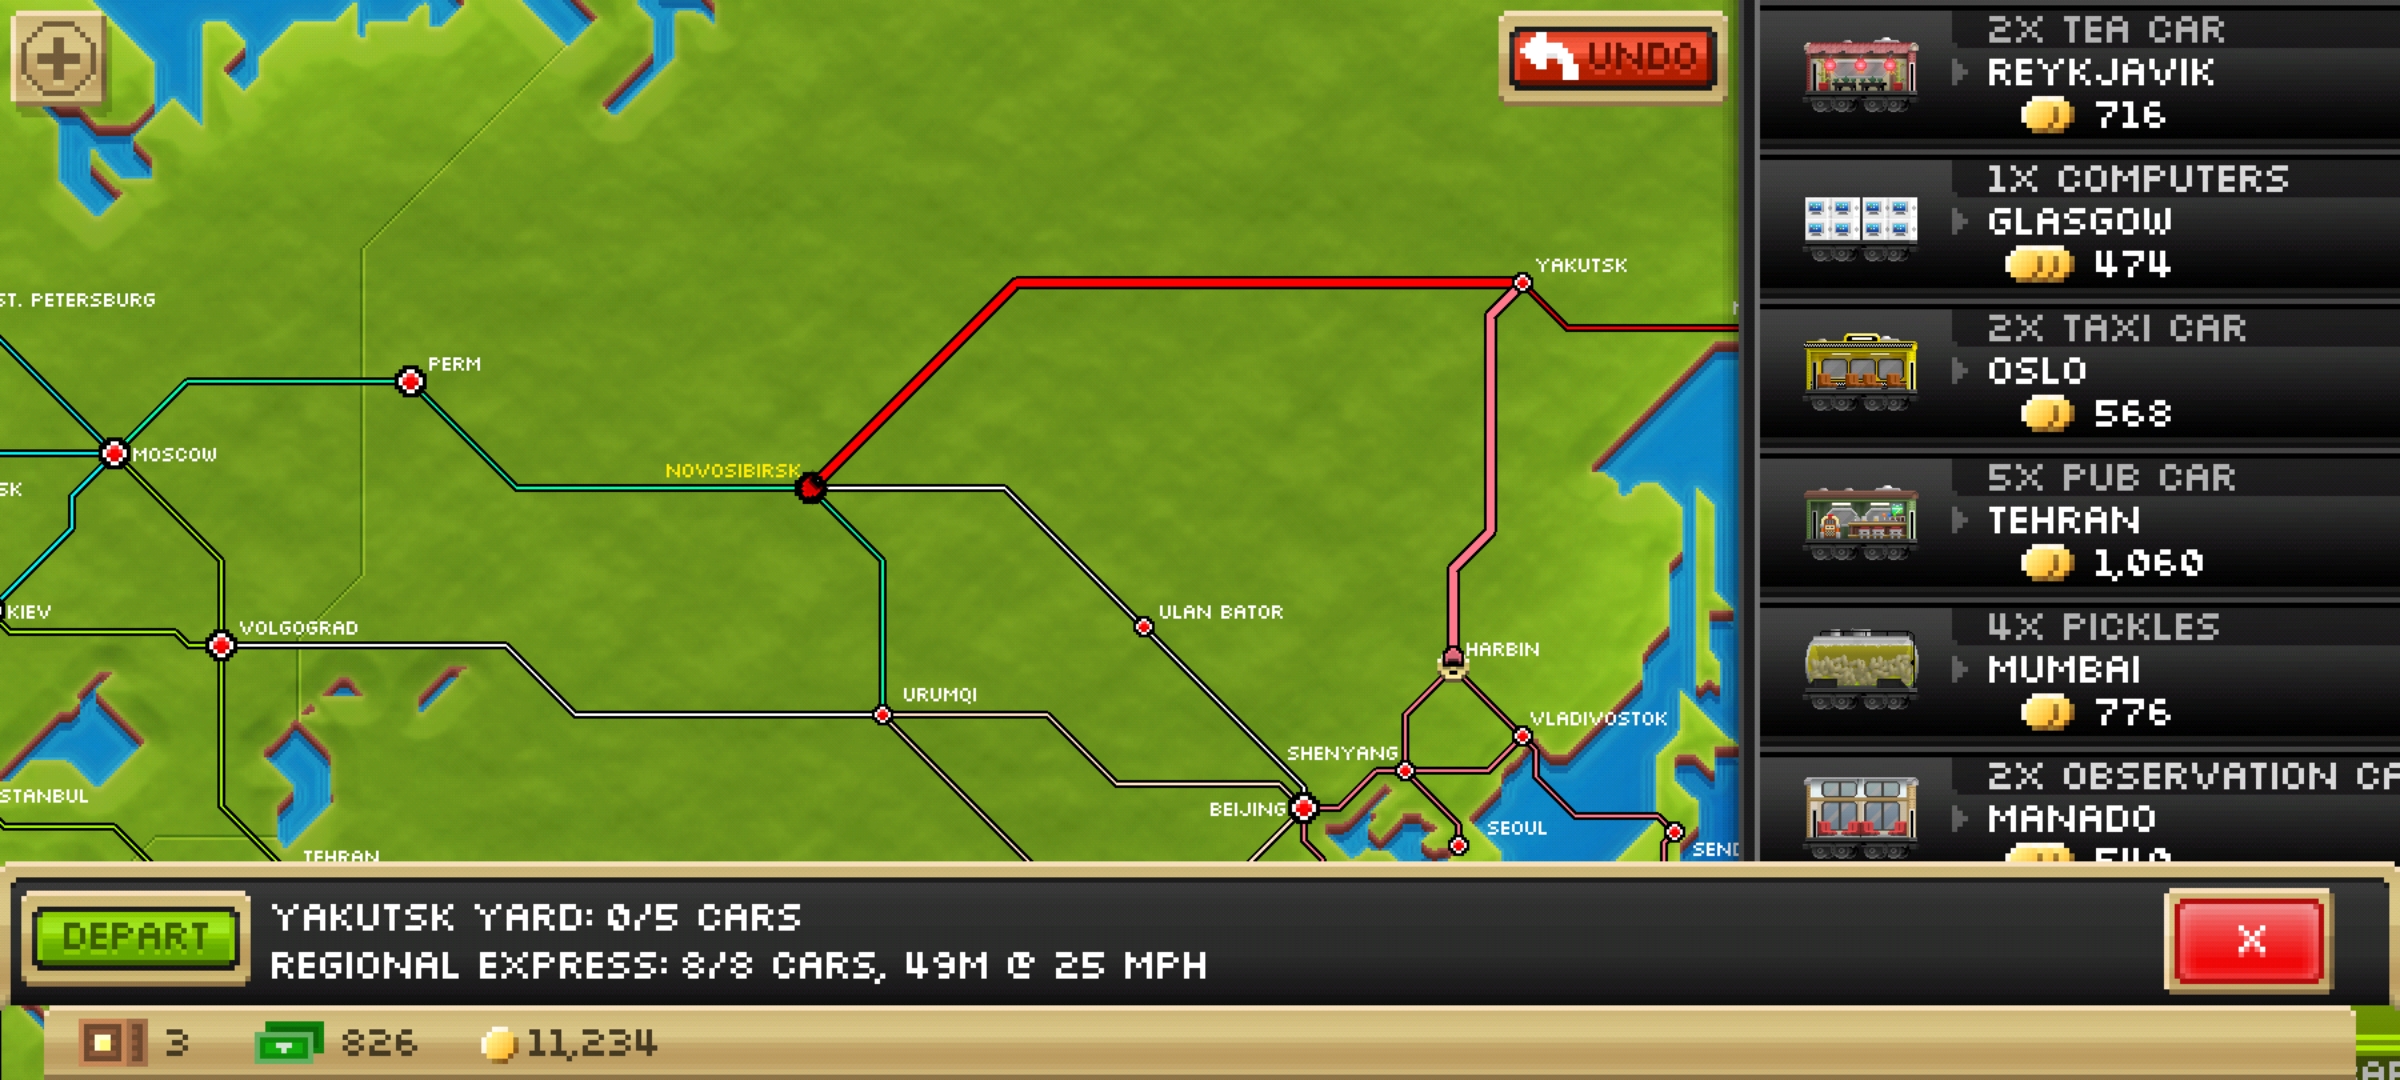 UNDO
ST. PETERSBURG
PERM
MOSCOW
SK
NOVOSIBIRSK
YAKUTSK
KIEV
VOLGOGRAD
ULAN BATOR
HARBIN
URUMQI
VLADIVOSTOK
SHENYANG
STANBUL
BEIJING
SEOUL
SEND
TEHRAN
2X TEA CAR
REYKJAVIK
716
1X COMPUTERS
GLASGOW
474
2X TAXI CAR
OSLO
568
5X PUB CAR
TEHRAN
1,060
4X PICKLES
MUMBAI
776
2X OBSERVATION CA
MANADO
540
DEPART
YAKUTSK YARD: 0/5 CARS
REGIONAL EXPRESS: 8/8 CARS, 49M @ 25 MPH
X
3
826
11,234